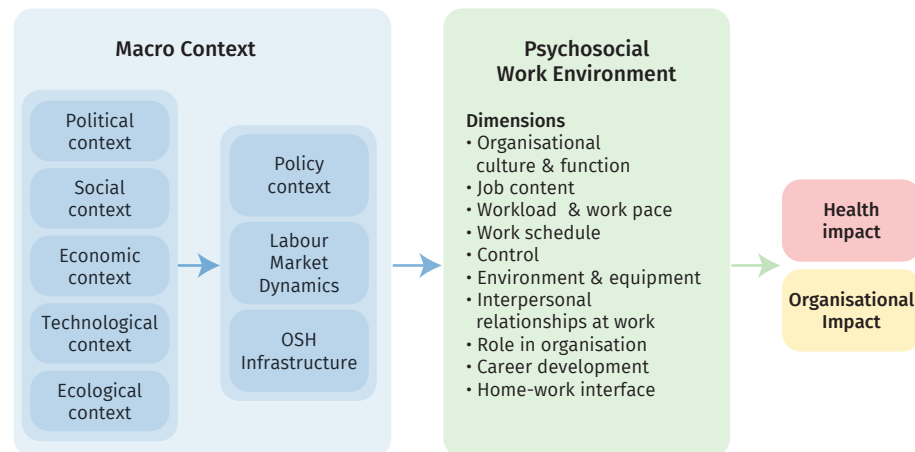 Macro Context
Political
context
Social
context
Economic
context
Technological
context
Ecological
context
Policy
context
Labour
Market
Dynamics
OSH
Infrastructure
Psychosocial
Work Environment
Dimensions
• Organisational
culture & function
• Job content
• Workload & work pace
• Work schedule
• Control
• Environment & equipment
• Interpersonal
relationships at work
• Role in organisation
• Career development
• Home-work interface
Health
impact
Organisational
Impact